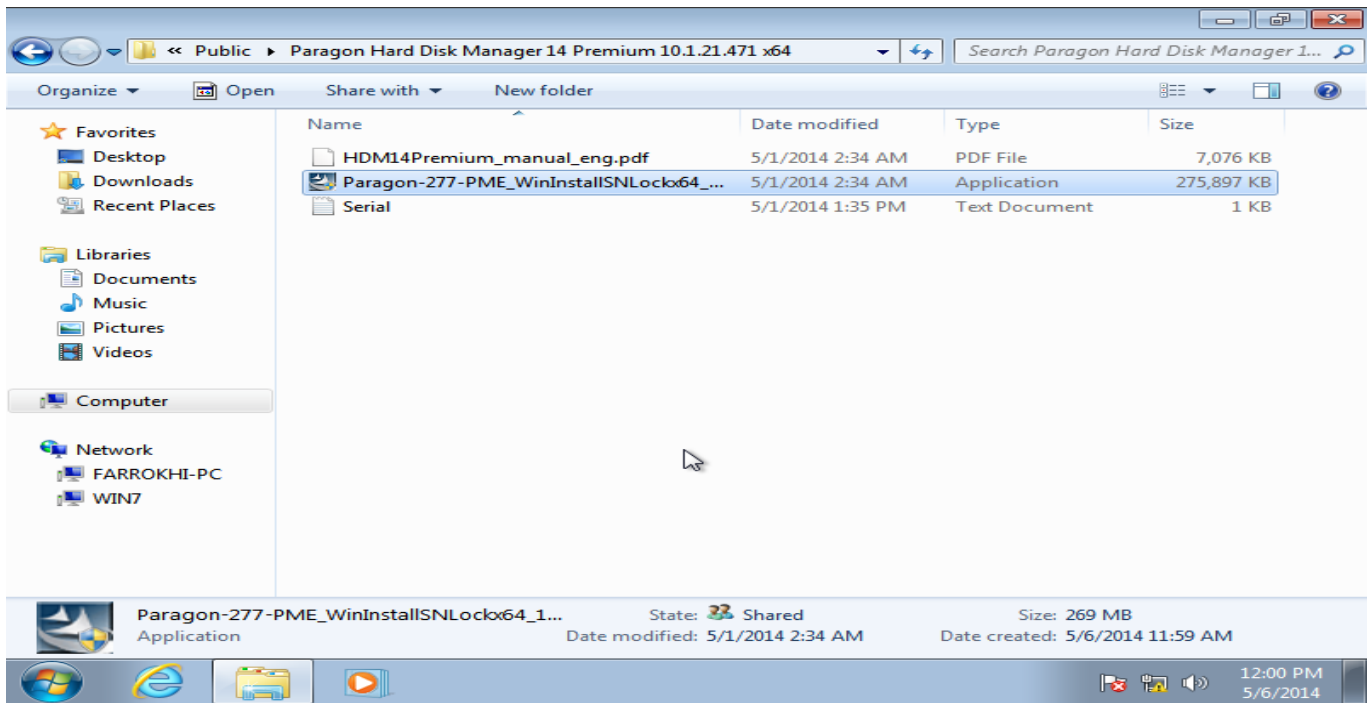 « Public ▸ Paragon Hard Disk Manager 14 Premium 10.1.21.471 x64
Search Paragon Hard Disk Manager 1...
Organize Open Share with New folder
Favorites
Desktop
Downloads
Recent Places
Libraries
Documents
Music
Pictures
Videos
Computer
Network
FARROKHI-PC
WIN7
Name Date modified Type Size
HDM14Premium_manual_eng.pdf 5/1/2014 2:34 AM PDF File 7,076 KB
Paragon-277-PME_WinInstallSNLockx64_... 5/1/2014 2:34 AM Application 275,897 KB
Serial 5/1/2014 1:35 PM Text Document 1 KB
Paragon-277-PME_WinInstallSNLockx64_1... State: Shared Size: 269 MB
Application Date modified: 5/1/2014 2:34 AM Date created: 5/6/2014 11:59 AM
12:00 PM
5/6/2014